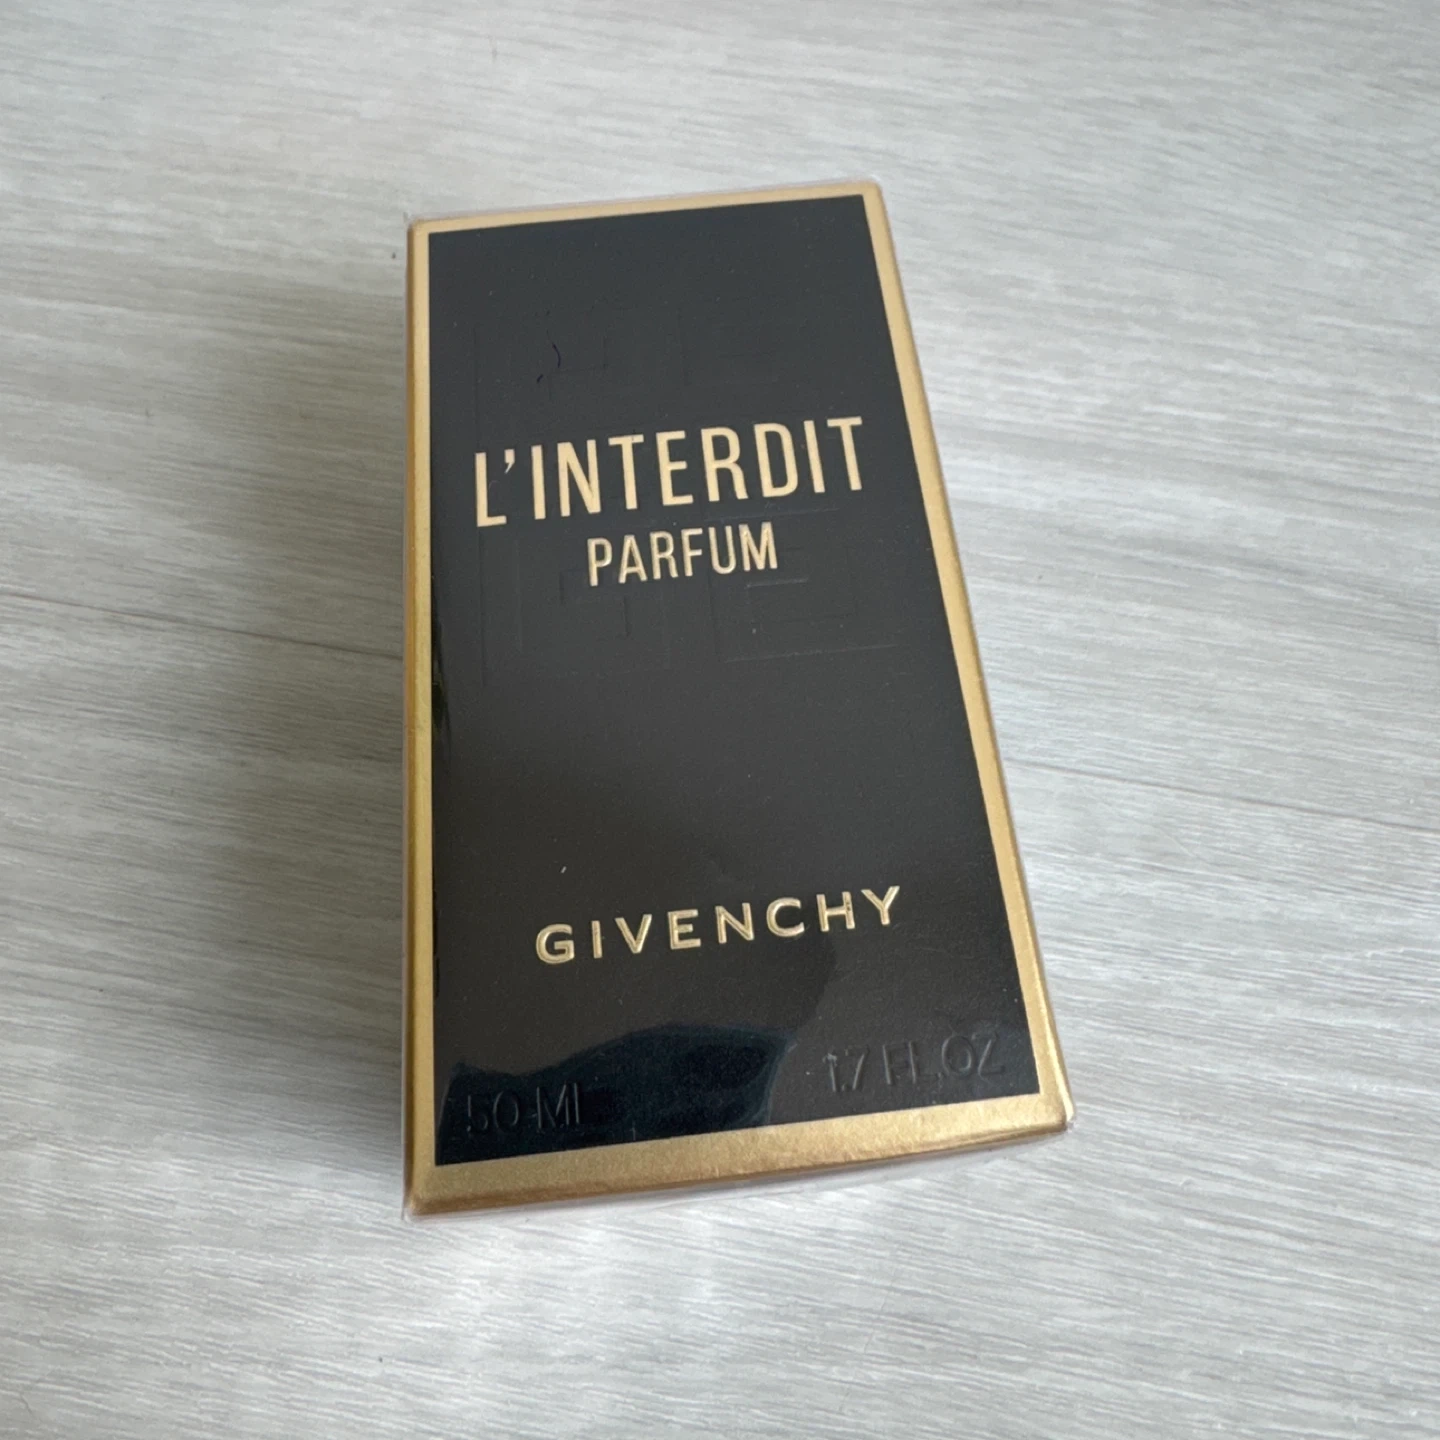 L'INTERDIT
PARFUM
GIVENCHY
50 Ml 1.7 FL.OZ